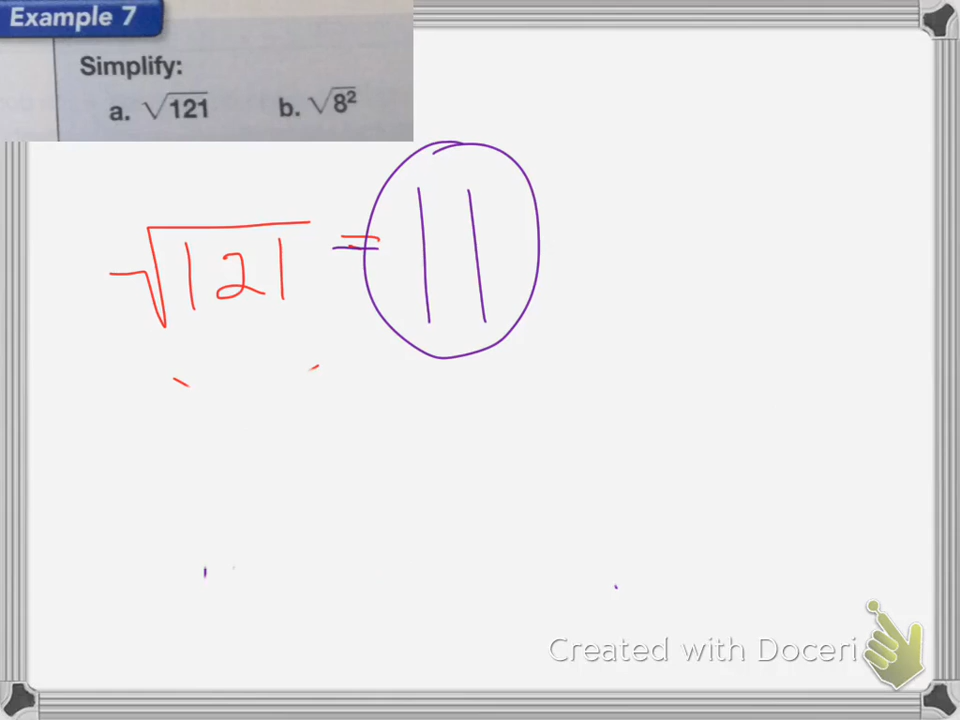 Example 7
Simplify:
a. √121 b. √8²
√121 = 11
Created with Doceri